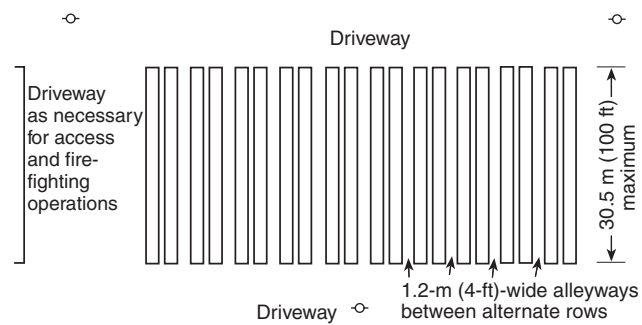 Driveway
Driveway
as necessary
for access
and fire-
fighting
operations
30.5 m (100 ft)
maximum
1.2-m (4-ft)-wide alleyways
between alternate rows
Driveway